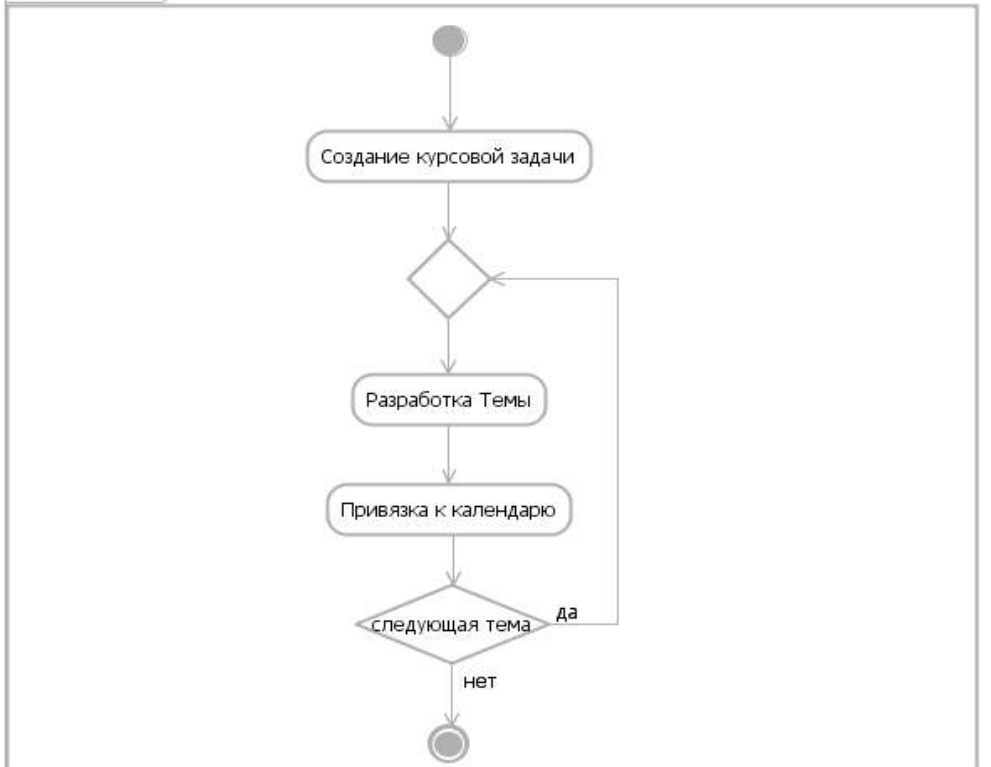 Создание курсовой задачи
Разработка Темы
Привязка к календарю
следующая тема
да
нет